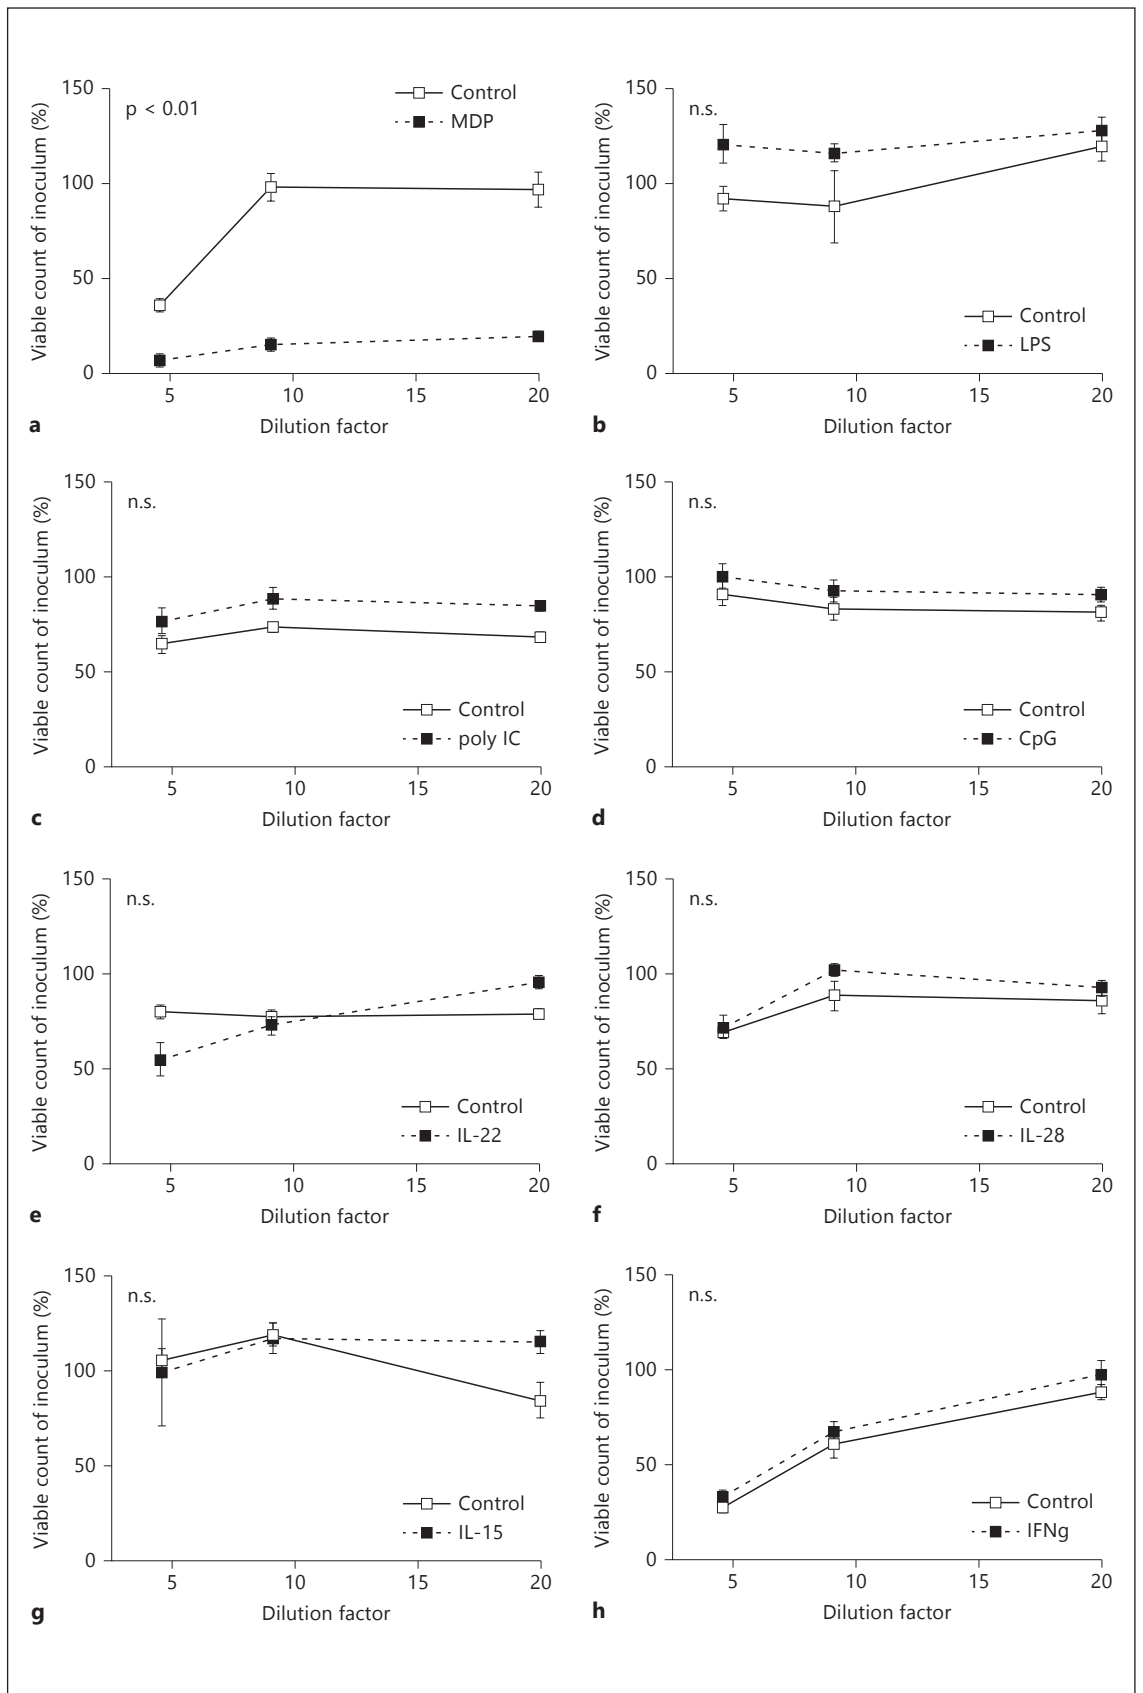 150
100
50
0
Viable count of inoculum (%)
p < 0.01
Control
MDP
5
10
15
20
Dilution factor
a
150
100
50
0
Viable count of inoculum (%)
n.s.
Control
LPS
5
10
15
20
Dilution factor
b
150
100
50
0
Viable count of inoculum (%)
n.s.
Control
poly IC
5
10
15
20
Dilution factor
c
150
100
50
0
Viable count of inoculum (%)
n.s.
Control
CpG
5
10
15
20
Dilution factor
d
150
100
50
0
Viable count of inoculum (%)
n.s.
Control
IL-22
5
10
15
20
Dilution factor
e
150
100
50
0
Viable count of inoculum (%)
n.s.
Control
IL-28
5
10
15
20
Dilution factor
f
150
100
50
0
Viable count of inoculum (%)
n.s.
Control
IL-15
5
10
15
20
Dilution factor
g
150
100
50
0
Viable count of inoculum (%)
n.s.
Control
IFNg
5
10
15
20
Dilution factor
h